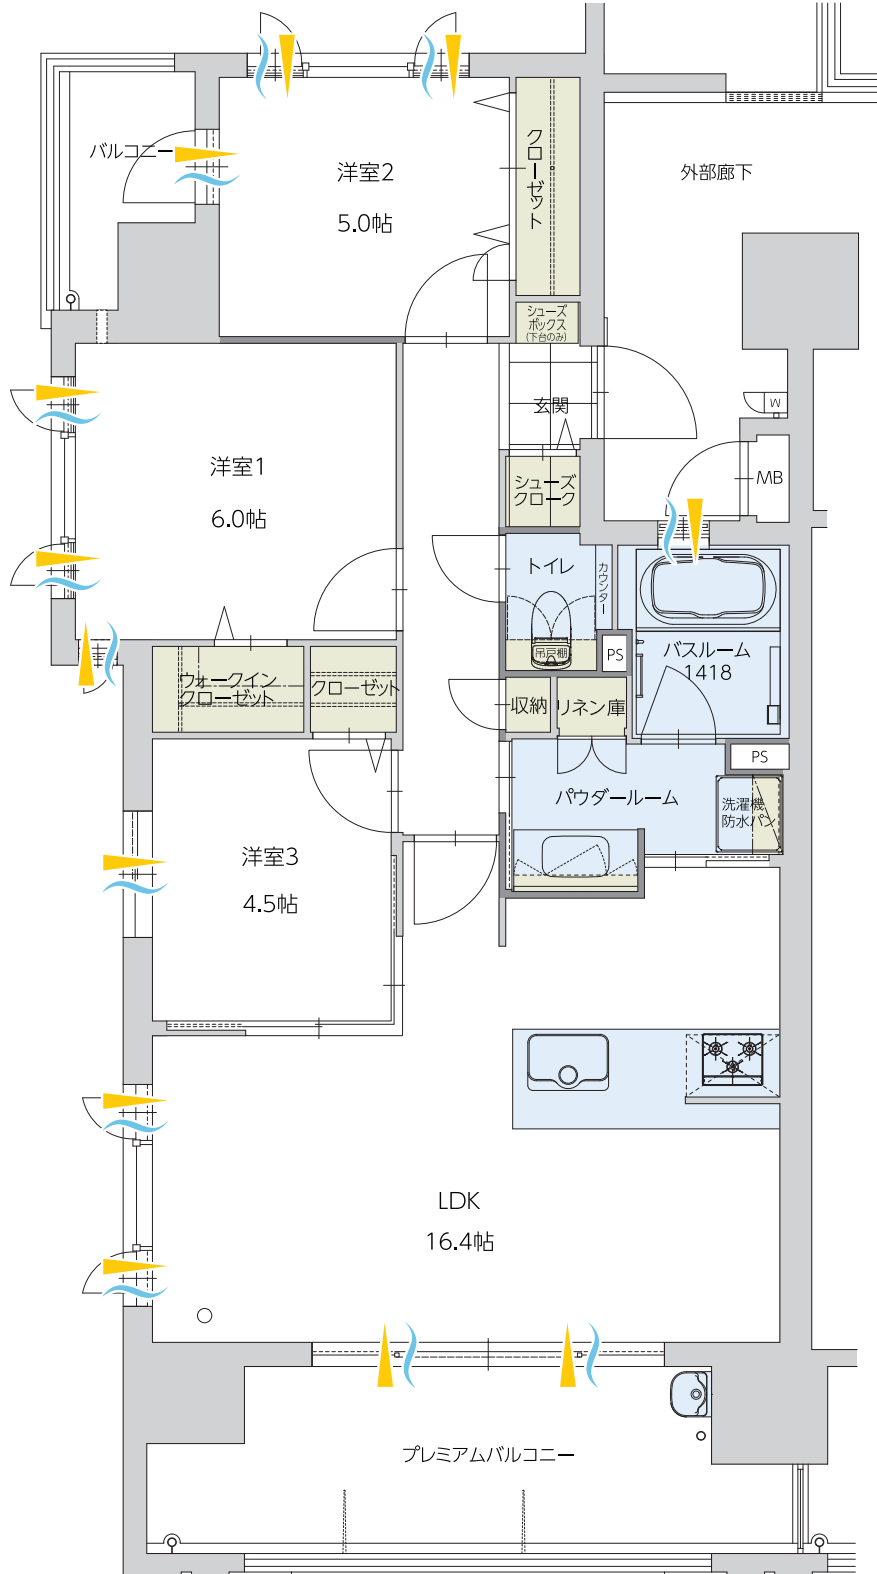 バルコニー
洋室2
5.0帖
クローゼット
外部廊下
シューズ
ボックス
(下台のみ)
玄関
W
シューズ
クローク
MB
洋室1
6.0帖
トイレ
カウンター
吊戸棚
PS
バスルーム
1418
ウォークイン
クローゼット
クローゼット
収納
リネン庫
PS
パウダールーム
洗濯機
防水パン
洋室3
4.5帖
LDK
16.4帖
プレミアムバルコニー